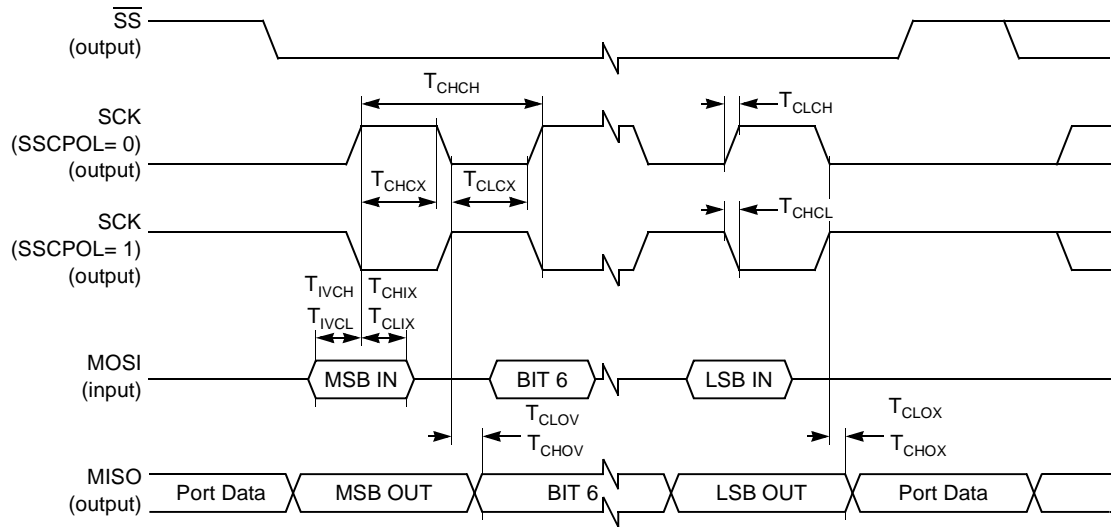 SS
(output)
T_CHCH
T_CLCH
SCK
(SSCPOL= 0)
(output)
T_CHCX
T_CLCX
T_CHCL
SCK
(SSCPOL= 1)
(output)
T_IVCH
T_CHIX
T_IVCL
T_CLIX
MOSI
(input)
MSB IN
BIT 6
LSB IN
T_CLOV
T_CLOX
T_CHOV
T_CHOX
MISO
(output)
Port Data
MSB OUT
BIT 6
LSB OUT
Port Data